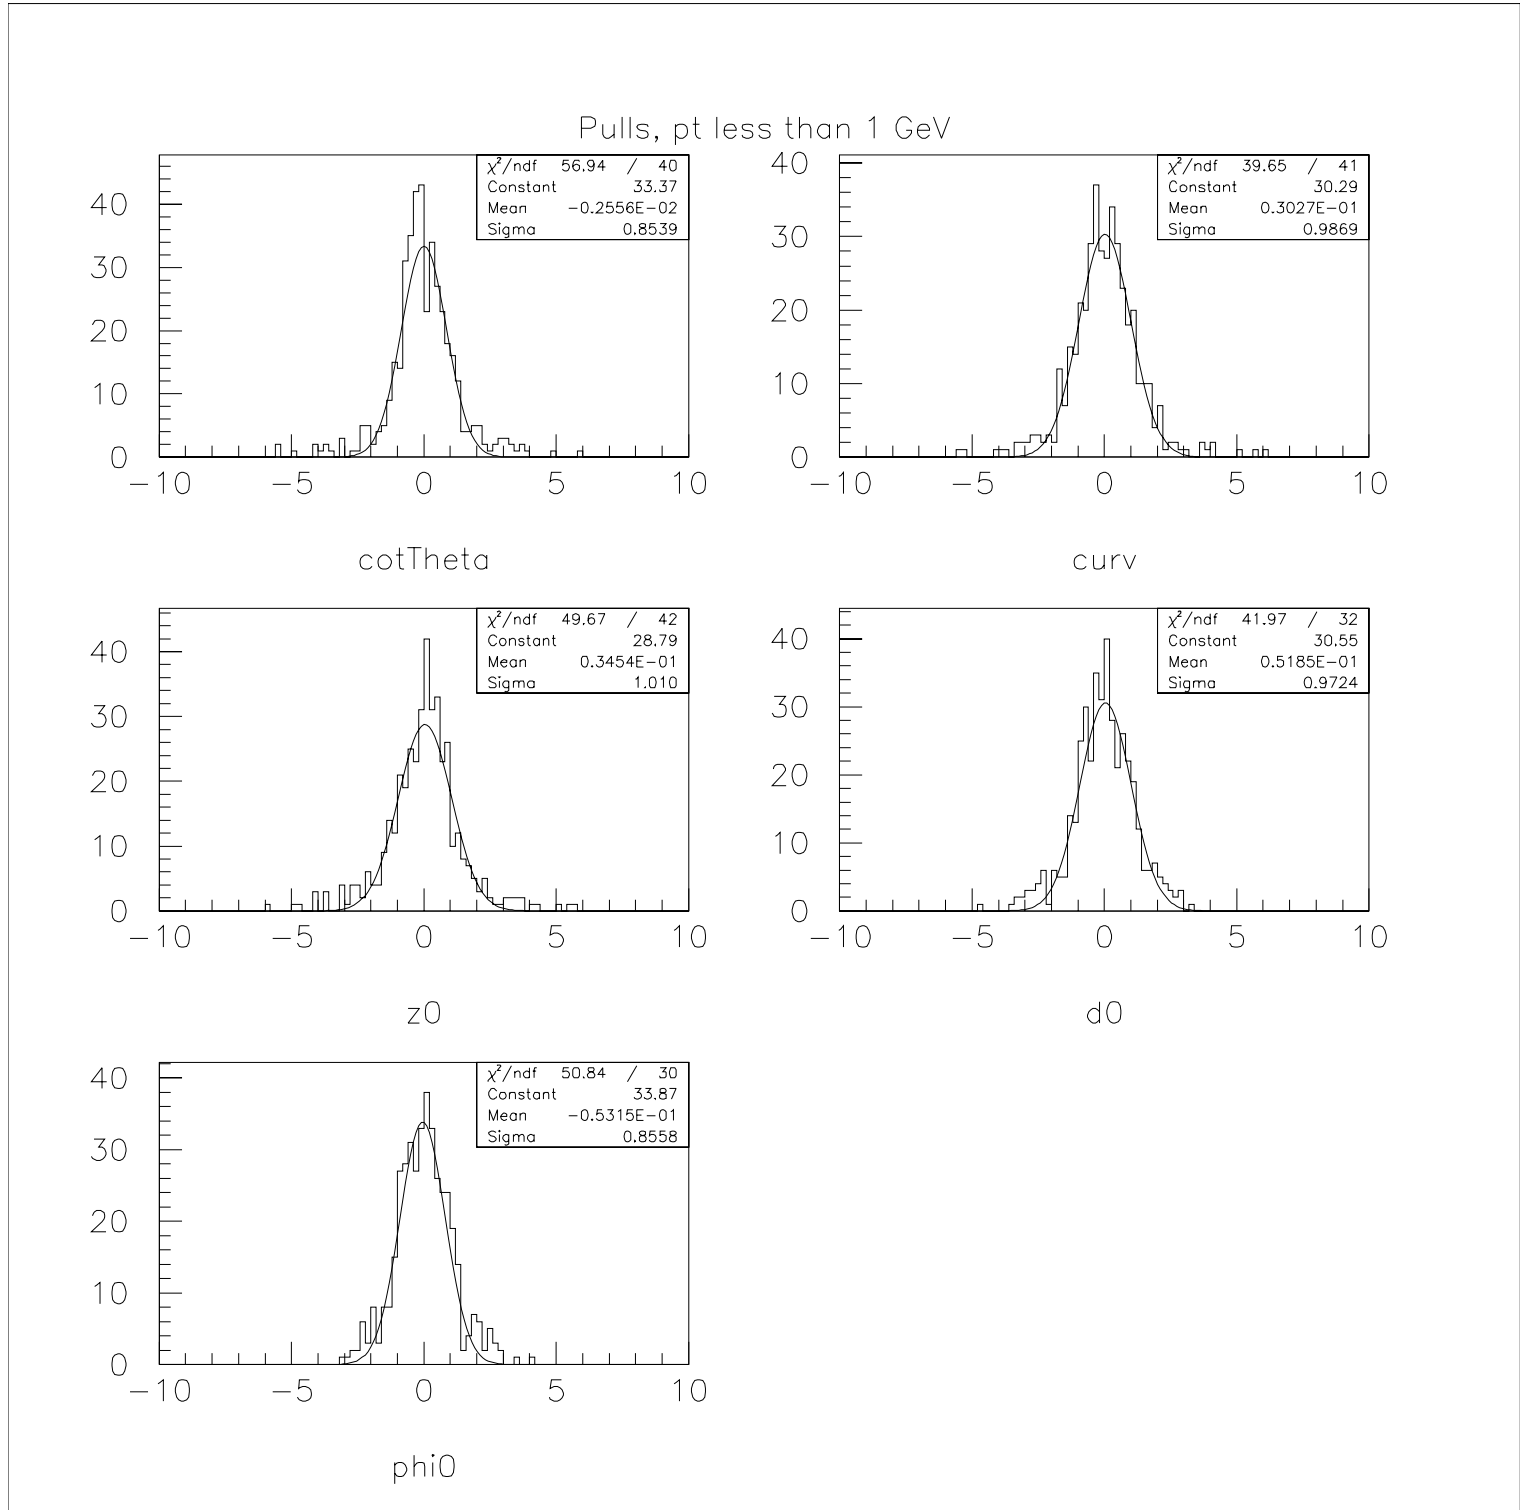 Pulls, pt less than 1 GeV
χ²/ndf 56.94 / 40
Constant 33.37
Mean −0.2556E−02
Sigma 0.8539
40
30
20
10
0
−10 −5 0 5 10
cotTheta
χ²/ndf 39.65 / 41
Constant 30.29
Mean 0.3027E−01
Sigma 0.9869
40
30
20
10
0
−10 −5 0 5 10
curv
χ²/ndf 49.67 / 42
Constant 28.79
Mean 0.3454E−01
Sigma 1.010
40
30
20
10
0
−10 −5 0 5 10
z0
χ²/ndf 41.97 / 32
Constant 30.55
Mean 0.5185E−01
Sigma 0.9724
40
30
20
10
0
−10 −5 0 5 10
d0
χ²/ndf 50.84 / 30
Constant 33.87
Mean −0.5315E−01
Sigma 0.8558
40
30
20
10
0
−10 −5 0 5 10
phi0